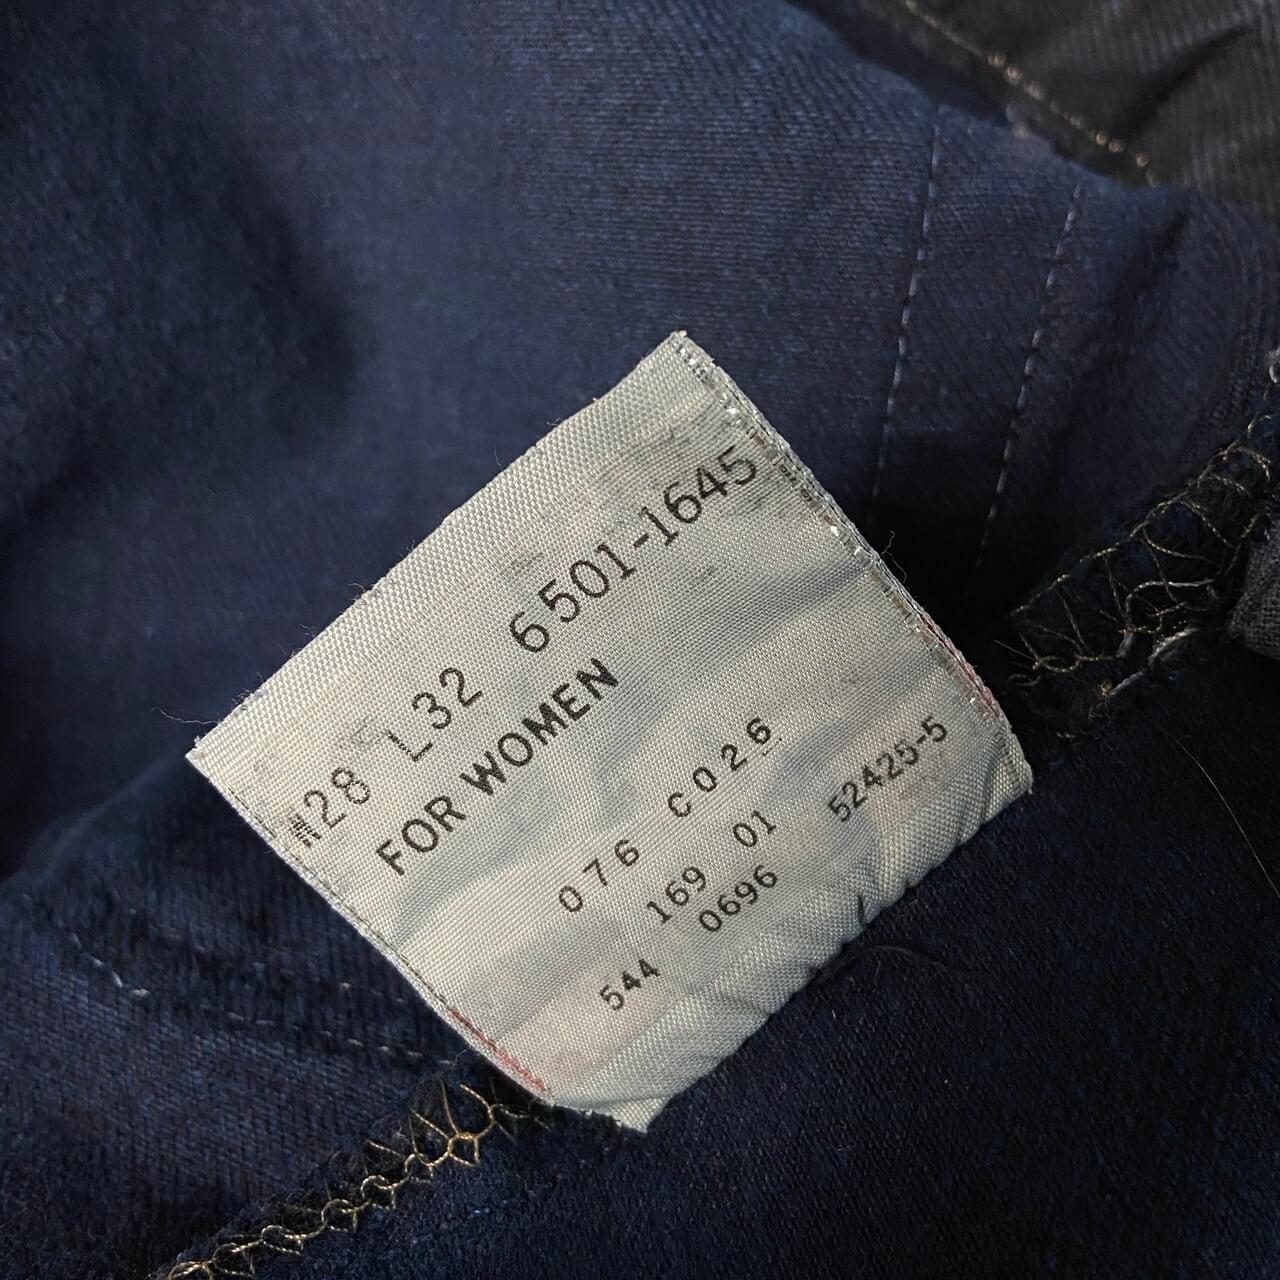 W28 L32 6501-1645
FOR WOMEN
076 C026
169 01 52425-5
544 0696